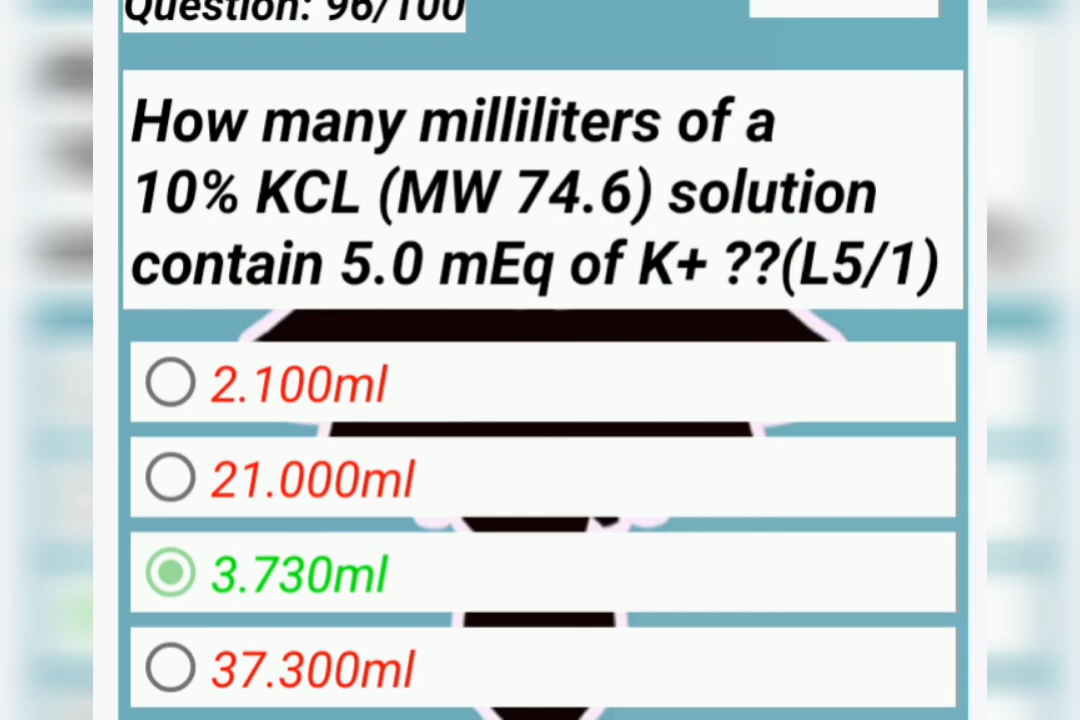 Question: 96/100
How many milliliters of a
10% KCL (MW 74.6) solution
contain 5.0 mEq of K+ ??(L5/1)
2.100ml
21.000ml
3.730ml
37.300ml